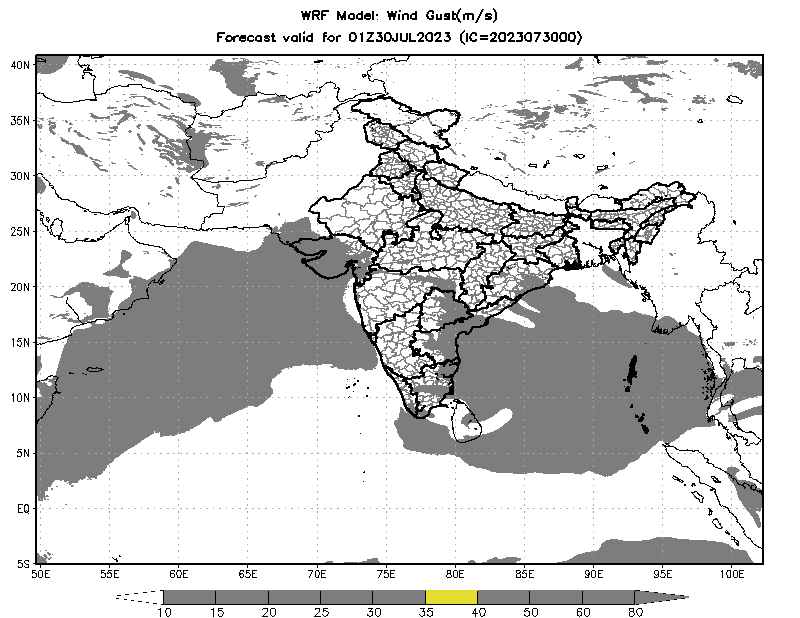 WRF Model: Wind Gust(m/s)
Forecast valid for 01Z30JUL2023 (IC=2023073000)
40N
35N
30N
25N
20N
15N
10N
5N
EQ
5S
50E 55E 60E 65E 70E 75E 80E 85E 90E 95E 100E
10 15 20 25 30 35 40 50 60 80